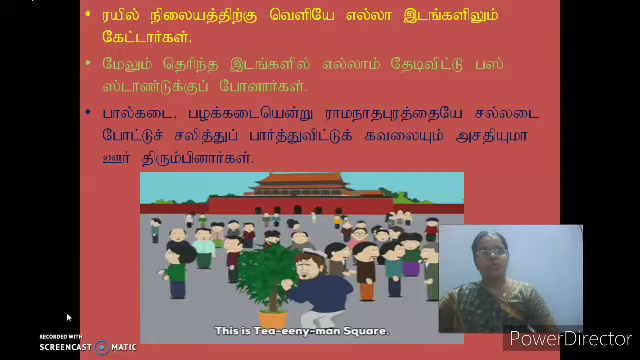 ரயில் நிலையத்திற்கு வெளியே எல்லா இடங்களிலும்
கேட்டார்கள்.
மேலும் தெரிந்த இடங்களில் எல்லாம் தேடிவிட்டு பஸ்
ஸ்டாண்டுக்குப் போனார்கள்.
பால்கடை, பழக்கடையென்று ராமநாதபுரத்தையே சல்லடை
போட்டுச் சலித்துப் பார்த்துவிட்டுக் கவலையும் அசதியுமா
ஊர் திரும்பினார்கள்.
This is Tea-eeny-man Square.
RECORDED WITH
SCREENCAST MATIC
PowerDirector